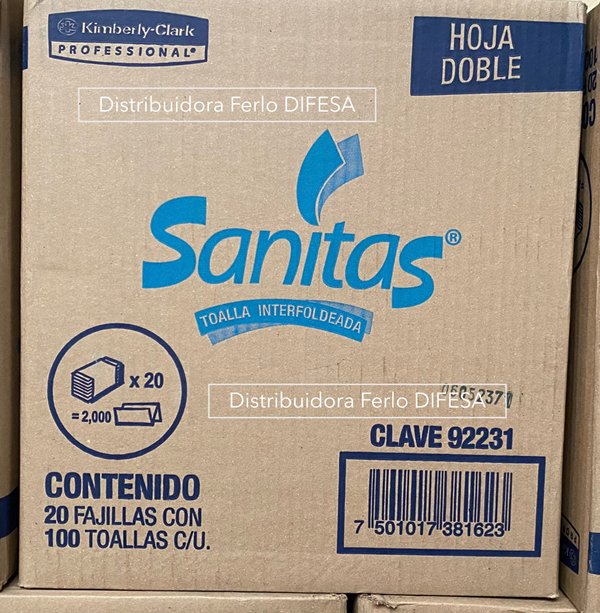 Kimberly-Clark
PROFESSIONAL®
HOJA
DOBLE
Distribuidora Ferlo DIFESA
Sanitas®
TOALLA INTERFOLDEADA
x 20
= 2,000
Distribuidora Ferlo DIFESA
CLAVE 92231
CONTENIDO
20 FAJILLAS CON
100 TOALLAS C/U.
7 501017 381623